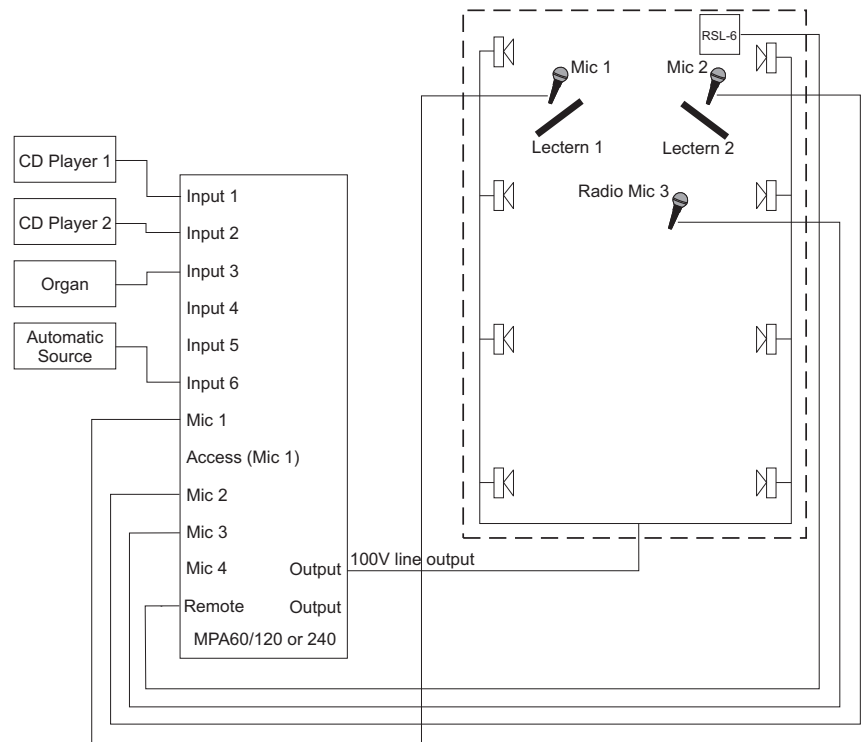 RSL-6
Mic 1
Mic 2
Lectern 1
Lectern 2
Radio Mic 3
CD Player 1
CD Player 2
Organ
Automatic
Source
Input 1
Input 2
Input 3
Input 4
Input 5
Input 6
Mic 1
Access (Mic 1)
Mic 2
Mic 3
Mic 4
Output
100V line output
Remote
Output
MPA60/120 or 240